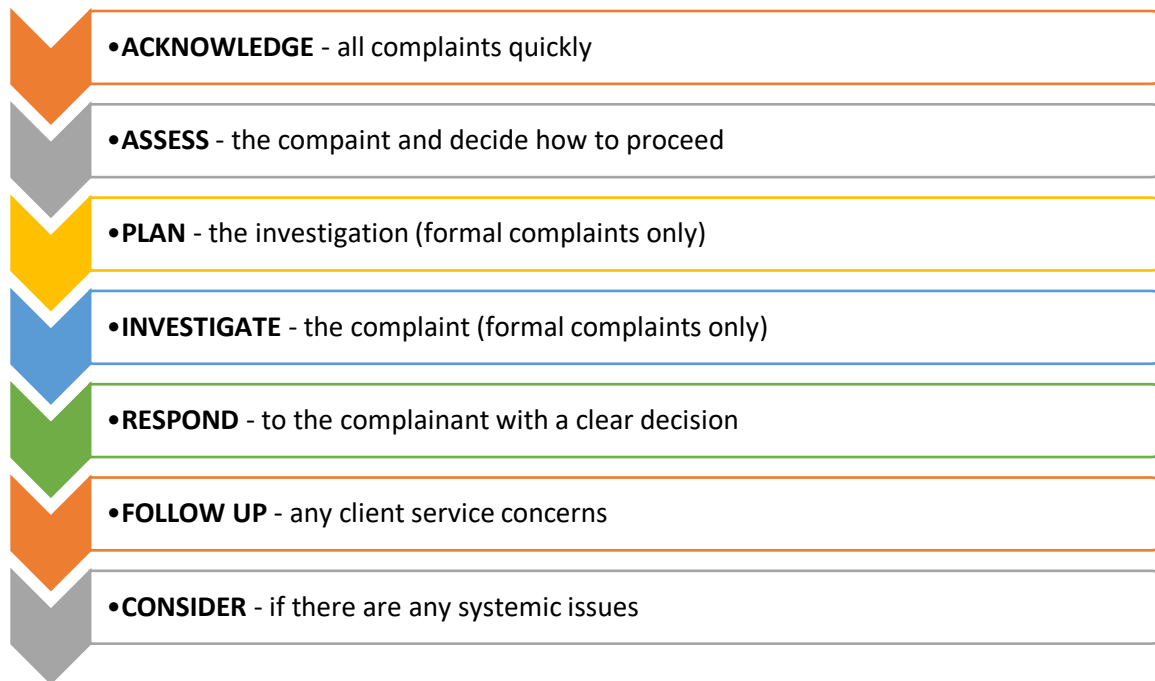 •ACKNOWLEDGE - all complaints quickly
•ASSESS - the compaint and decide how to proceed
•PLAN - the investigation (formal complaints only)
•INVESTIGATE - the complaint (formal complaints only)
•RESPOND - to the complainant with a clear decision
•FOLLOW UP - any client service concerns
•CONSIDER - if there are any systemic issues